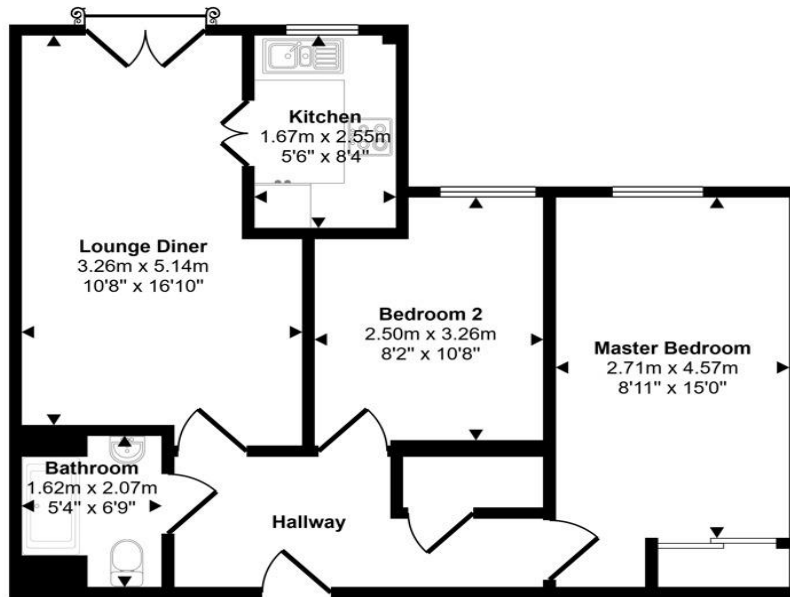 Kitchen
1.67m x 2.55m
5'6" x 8'4"
Lounge Diner
3.26m x 5.14m
10'8" x 16'10"
Bedroom 2
2.50m x 3.26m
8'2" x 10'8"
Master Bedroom
2.71m x 4.57m
8'11" x 15'0"
Bathroom
1.62m x 2.07m
5'4" x 6'9"
Hallway